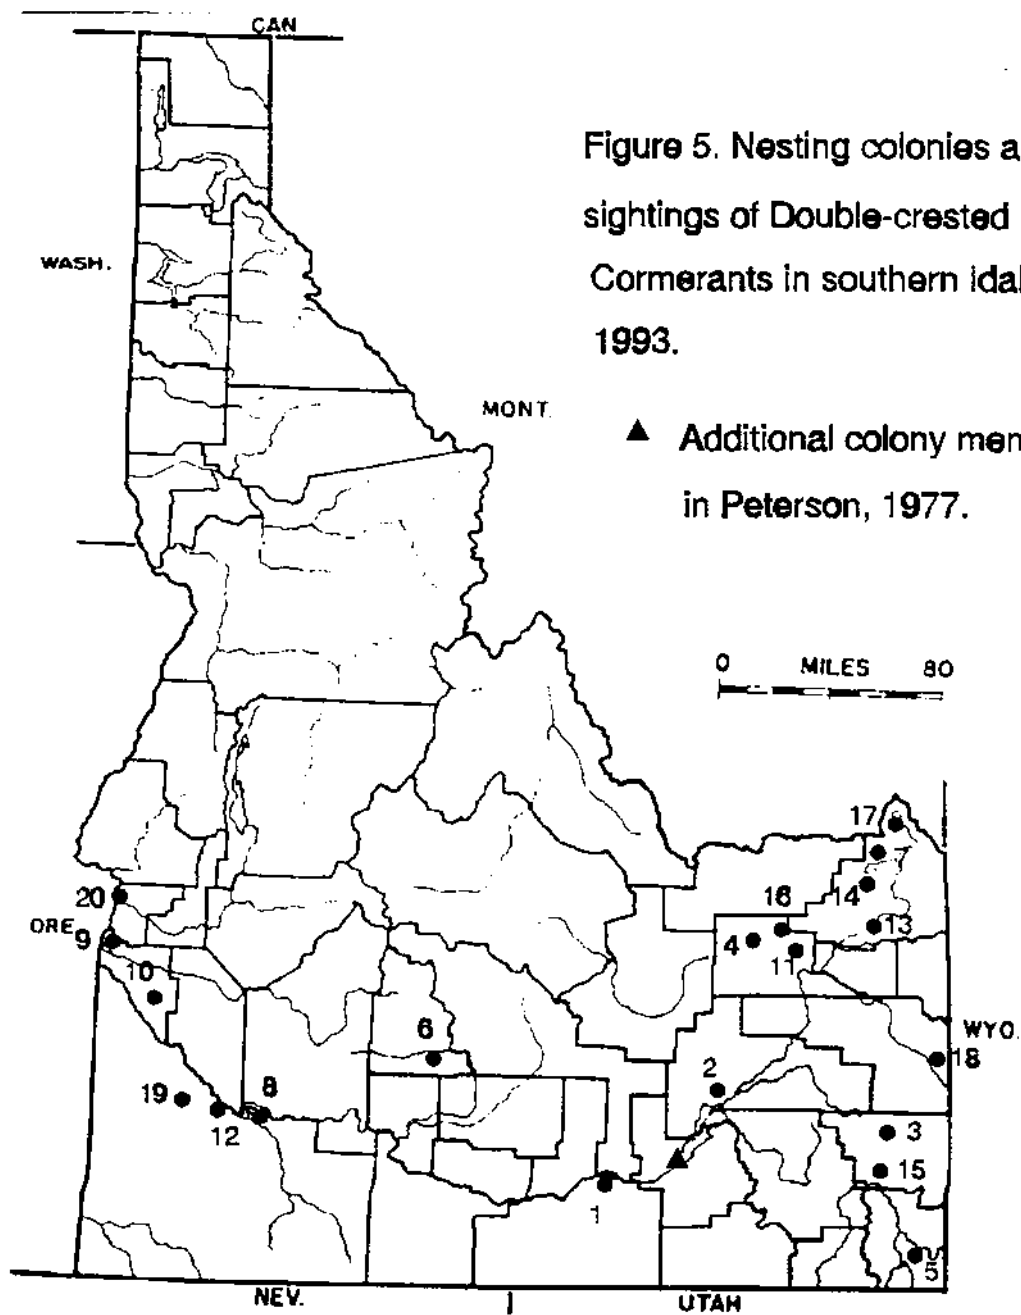 CAN
Figure 5. Nesting colonies a
sightings of Double-crested
WASH.
Cormerants in southern Idal
1993.
MONT.
▲ Additional colony men
in Peterson, 1977.
0 MILES 80
17
7
14
20
16
13
ORE.
9
4
11
10
6
WYO.
18
2
19
8
12
3
15
1
5
NEV.
UTAH